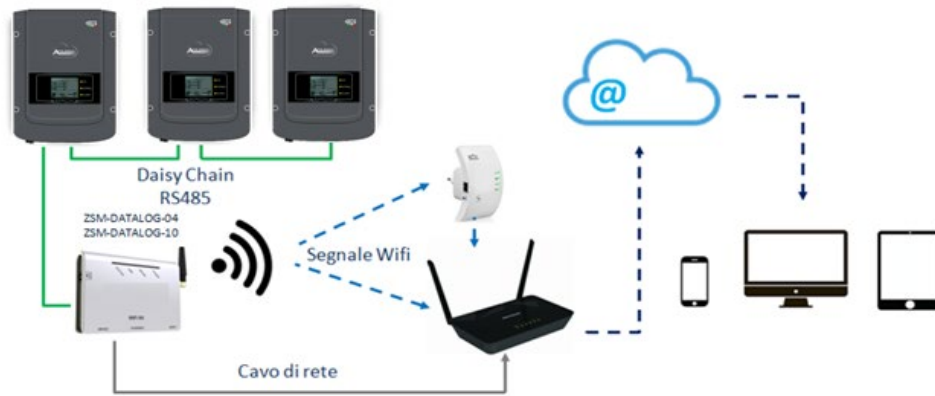 Daisy Chain
RS485
ZSM-DATALOG-04
ZSM-DATALOG-10
Segnale Wifi
@
Cavo di rete